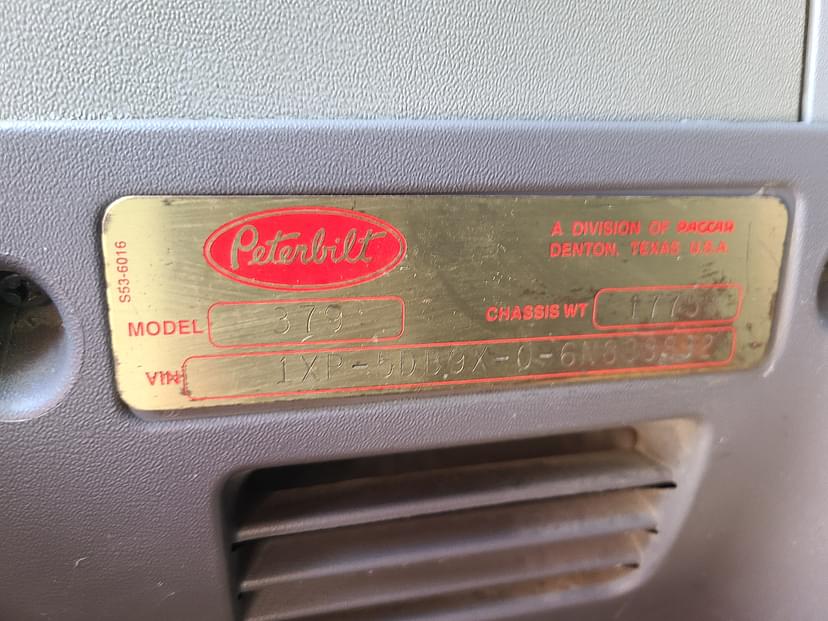 S53-6016
Peterbilt
A DIVISION OF PACCAR
DENTON, TEXAS U.S.A
MODEL 379
CHASSIS WT
VIN